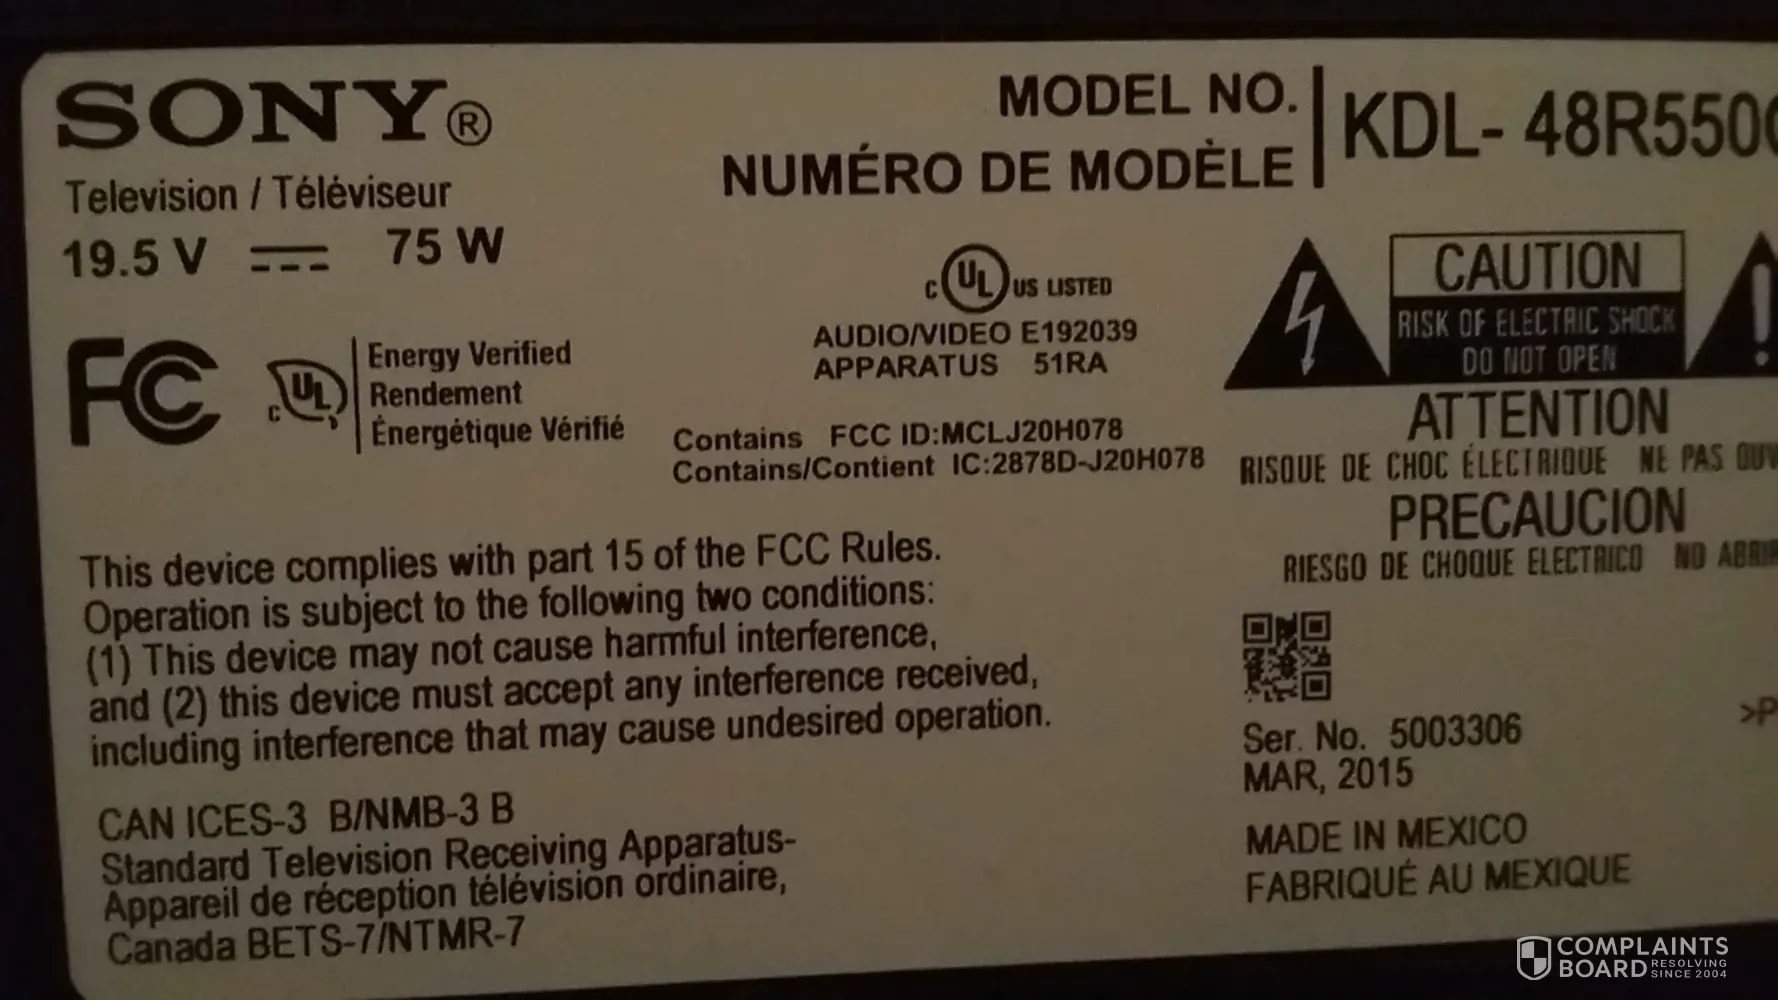 SONY®
Television / Téléviseur
19.5 V 75 W
MODEL NO.
NUMÉRO DE MODÈLE
KDL- 48R550
FC
c UL
Energy Verified
Rendement
Énergétique Vérifié
c UL US LISTED
AUDIO/VIDEO E192039
APPARATUS 51RA
Contains FCC ID:MCLJ20H078
Contains/Contient IC:2878D-J20H078
CAUTION
RISK OF ELECTRIC SHOCK
DO NOT OPEN
ATTENTION
RISQUE DE CHOC ÉLECTRIQUE NE PAS OUV
PRECAUCION
RIESGO DE CHOQUE ELECTRICO NO ABRIR
This device complies with part 15 of the FCC Rules.
Operation is subject to the following two conditions:
(1) This device may not cause harmful interference,
and (2) this device must accept any interference received,
including interference that may cause undesired operation.
CAN ICES-3 B/NMB-3 B
Standard Television Receiving Apparatus-
Appareil de réception télévision ordinaire,
Canada BETS-7/NTMR-7
Ser. No. 5003306
MAR, 2015
MADE IN MEXICO
FABRIQUÉ AU MEXIQUE
>P
COMPLAINTS
BOARD RESOLVING
SINCE 2004